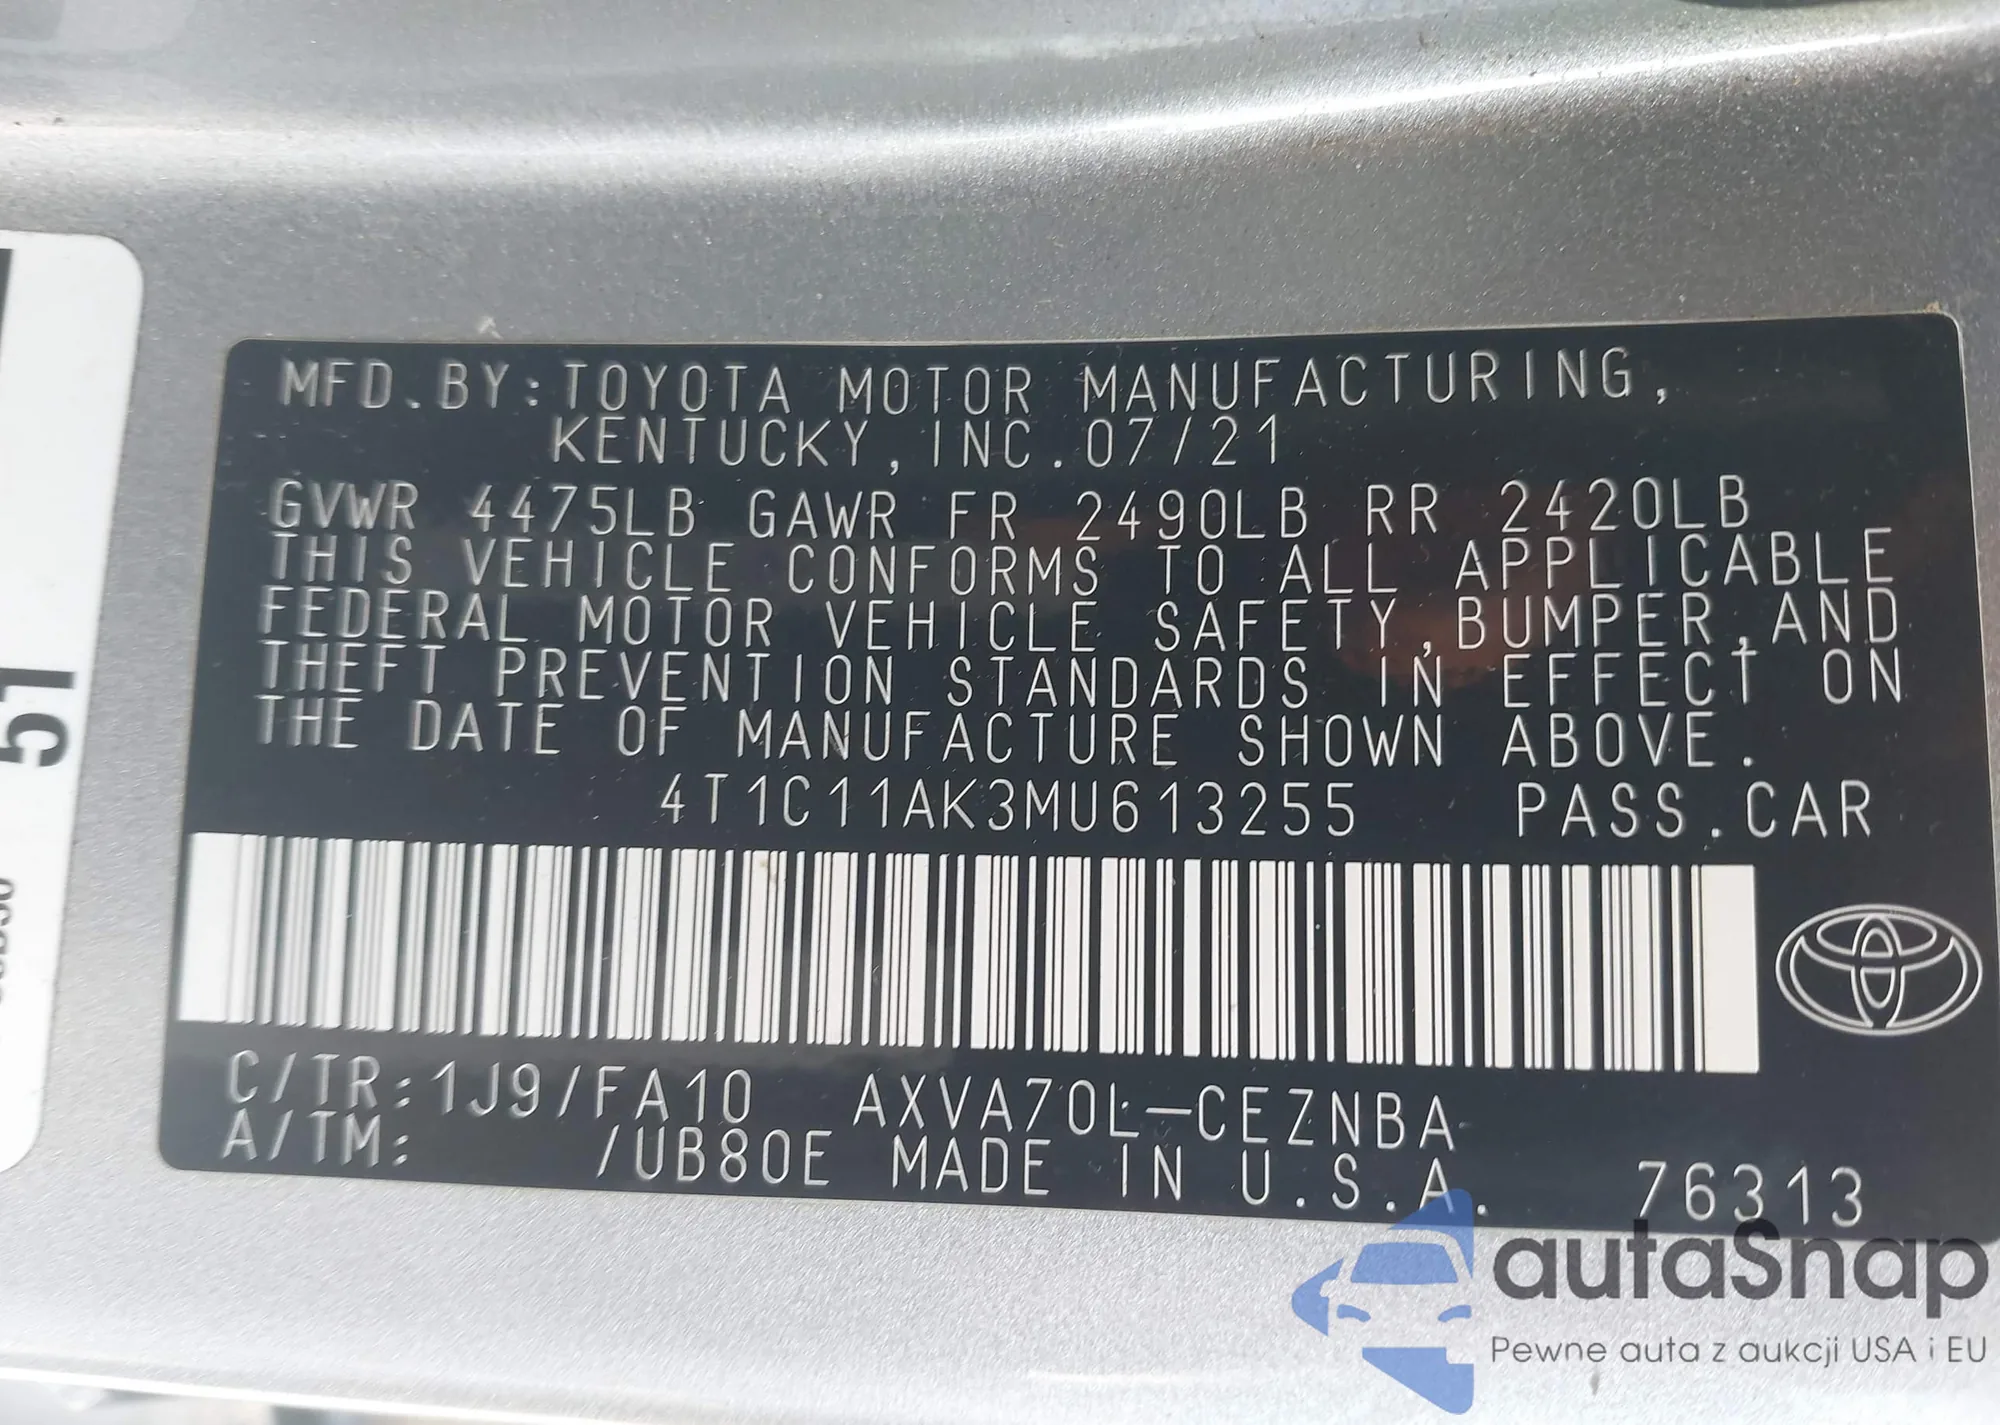 MFD.BY:TOYOTA MOTOR MANUFACTURING,
KENTUCKY,INC.07/21
GVWR 4475LB GAWR FR 2490LB RR 2420LB
THIS VEHICLE CONFORMS TO ALL APPLICABLE
FEDERAL MOTOR VEHICLE SAFETY,BUMPER,AND
THEFT PREVENTION STANDARDS IN EFFECT ON
THE DATE OF MANUFACTURE SHOWN ABOVE.
4T1C11AK3MU613255 PASS.CAR
C/TR:1J9/FA10 AXVA70L-CEZNBA
A/TM: /UB80E MADE IN U.S.A. 76313
51
autaSnap
Pewne auta z aukcji USA i EU